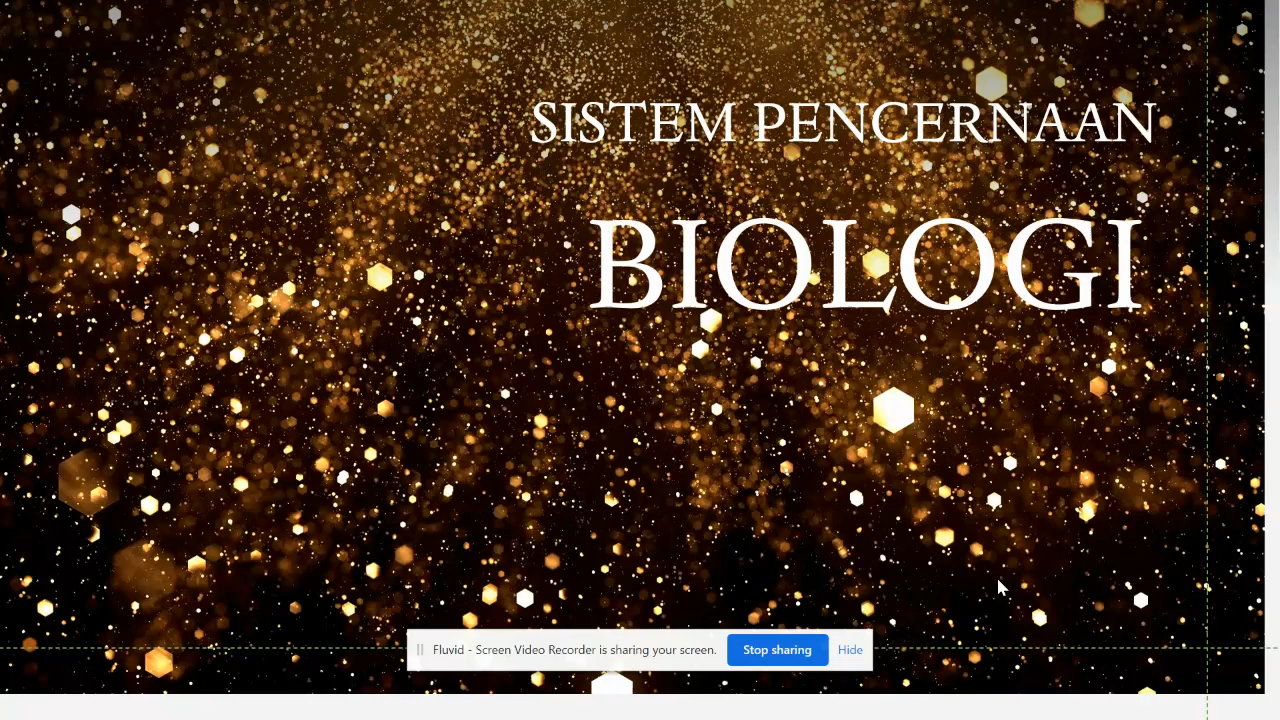 SISTEM PENCERNAAN
BIOLOGI
Fluvid - Screen Video Recorder is sharing your screen. Stop sharing Hide